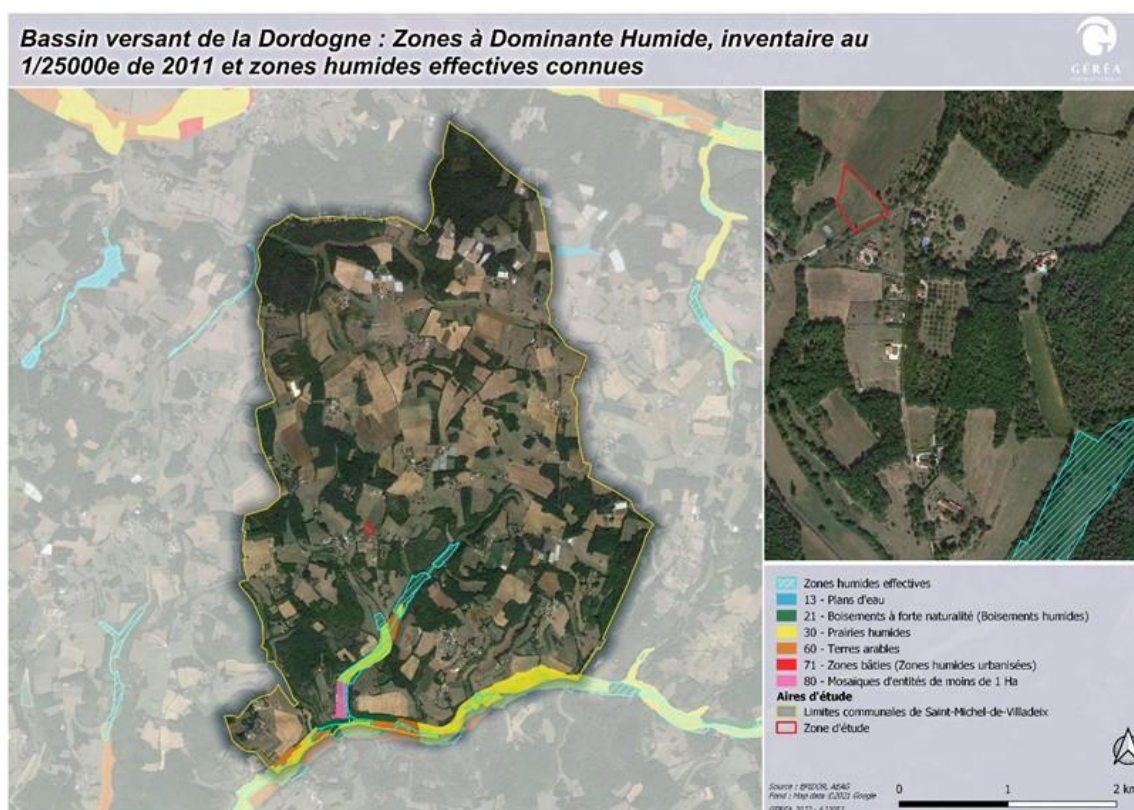 Bassin versant de la Dordogne : Zones à Dominante Humide, inventaire au
1/25000e de 2011 et zones humides effectives connues
GÉRÉA
Zones humides effectives
13 - Plans d'eau
21 - Boisements à forte naturalité (Boisements humides)
30 - Prairies humides
60 - Terres arables
71 - Zones bâties (Zones humides urbanisées)
80 - Mosaïques d'entités de moins de 1 Ha
Aires d'étude
Limites communales de Saint-Michel-de-Villadeix
Zone d'étude
Source : EPIDOR, AEAG
Fond : Map data ©2021 Google
0 1 2 km